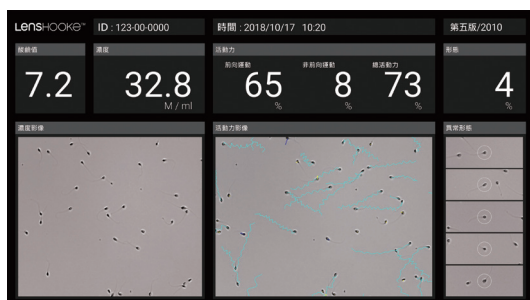 LENSHOOKE™
ID : 123-00-0000
時間 : 2018/10/17 10:20
第五版/2010
酸鹼值
7.2
濃度
32.8
M / ml
活動力
前向運動
65
%
非前向運動
8
%
總活動力
73
%
形態
4
%
濃度影像
活動力影像
異常形態